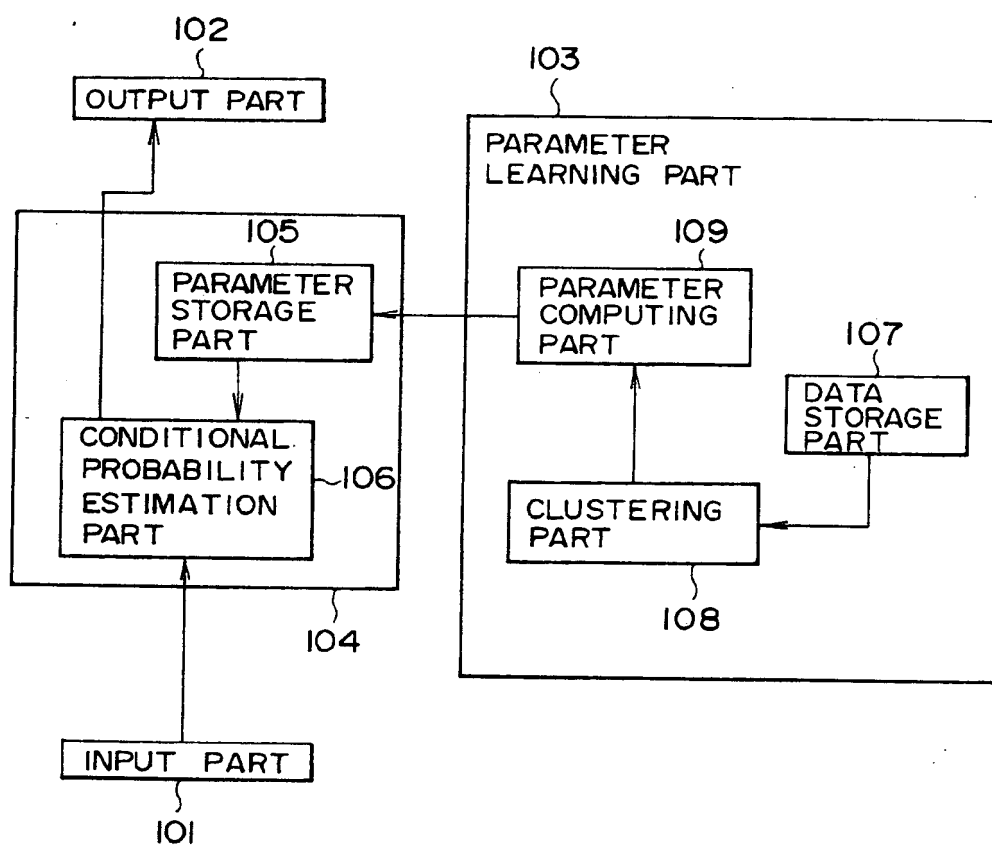 102
OUTPUT PART
103
PARAMETER
LEARNING PART
105
PARAMETER
STORAGE
PART
109
PARAMETER
COMPUTING
PART
107
DATA
STORAGE
PART
CONDITIONAL
PROBABILITY
ESTIMATION
PART
106
CLUSTERING
PART
108
104
INPUT PART
101